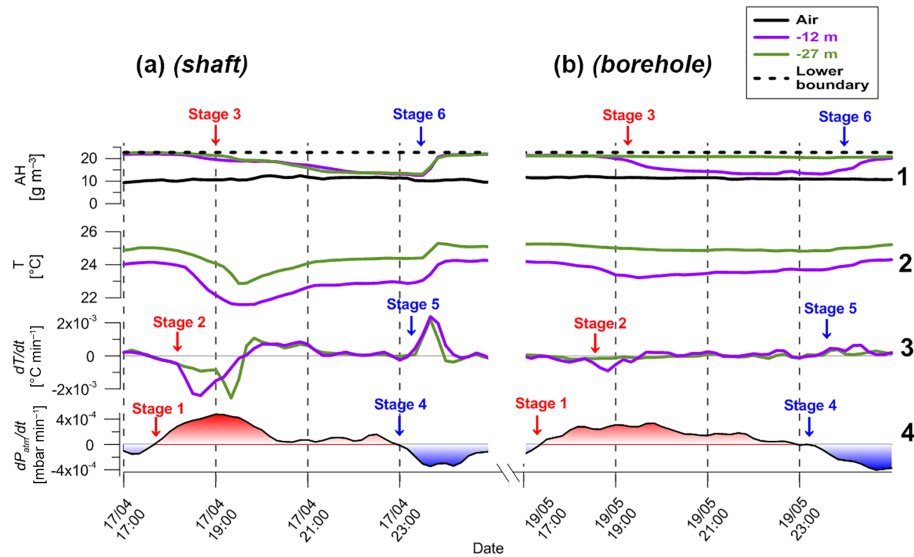 Air
-12 m
-27 m
Lower
boundary
(a) (shaft)
(b) (borehole)
Stage 3
Stage 6
Stage 3
Stage 6
AH
[g m⁻³]
20
10
0
1
T
[°C]
26
24
22
2
Stage 2
Stage 5
Stage 2
Stage 5
dT/dt
[°C min⁻¹]
2x10⁻³
0
-2x10⁻³
3
Stage 1
Stage 4
Stage 1
Stage 4
dPatm/dt
[mbar min⁻¹]
4x10⁻⁴
0
-4x10⁻⁴
4
17/04
17:00
17/04
19:00
17/04
21:00
17/04
23:00
19/05
17:00
19/05
19:00
19/05
21:00
19/05
23:00
Date